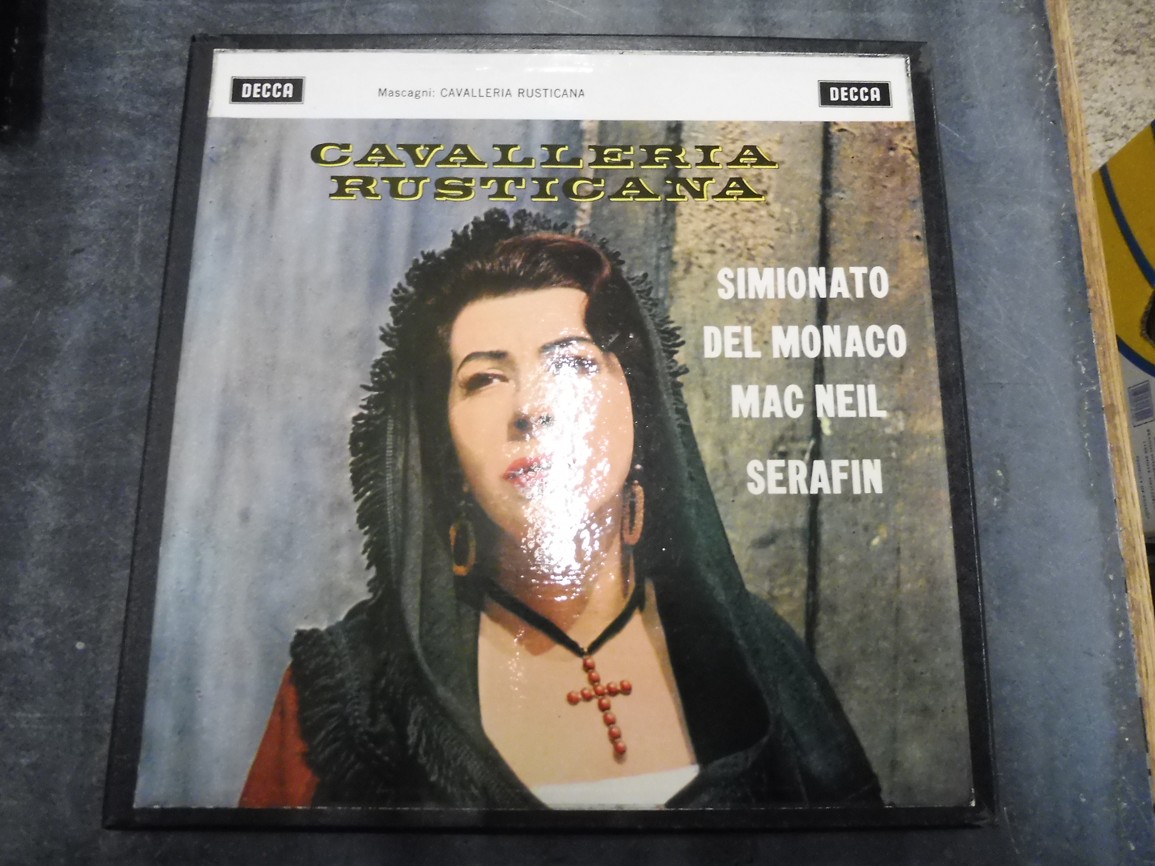 DECCA
Mascagni: CAVALLERIA RUSTICANA
DECCA
CAVALLERIA
RUSTICANA
SIMIONATO
DEL MONACO
MAC NEIL
SERAFIN